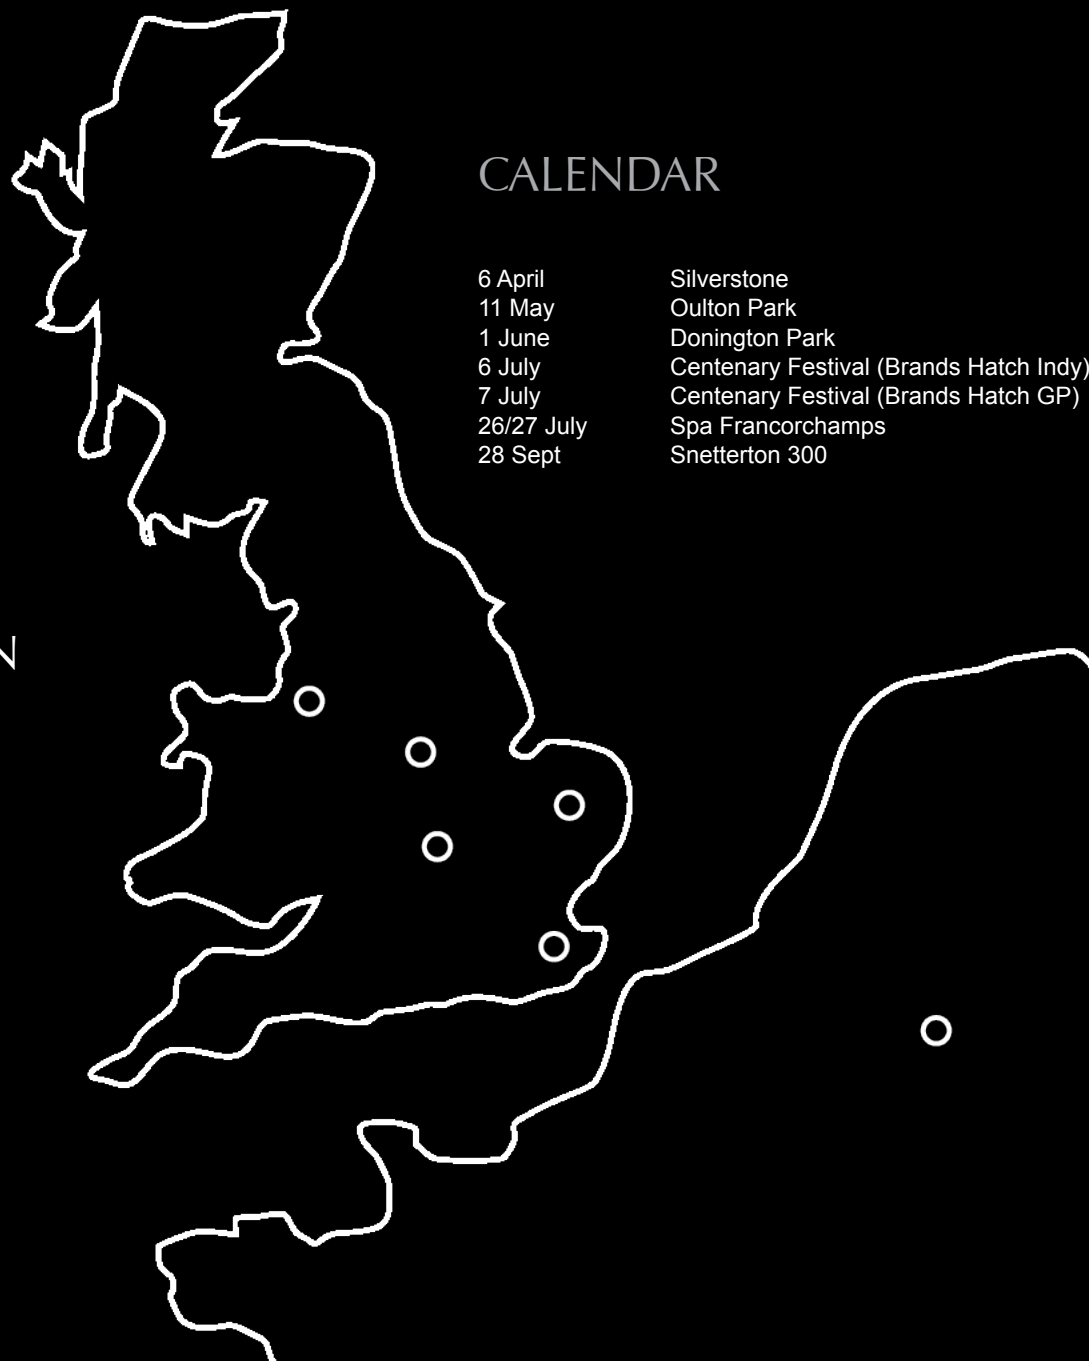 CALENDAR
6 April Silverstone
11 May Oulton Park
1 June Donington Park
6 July Centenary Festival (Brands Hatch Indy)
7 July Centenary Festival (Brands Hatch GP)
26/27 July Spa Francorchamps
28 Sept Snetterton 300